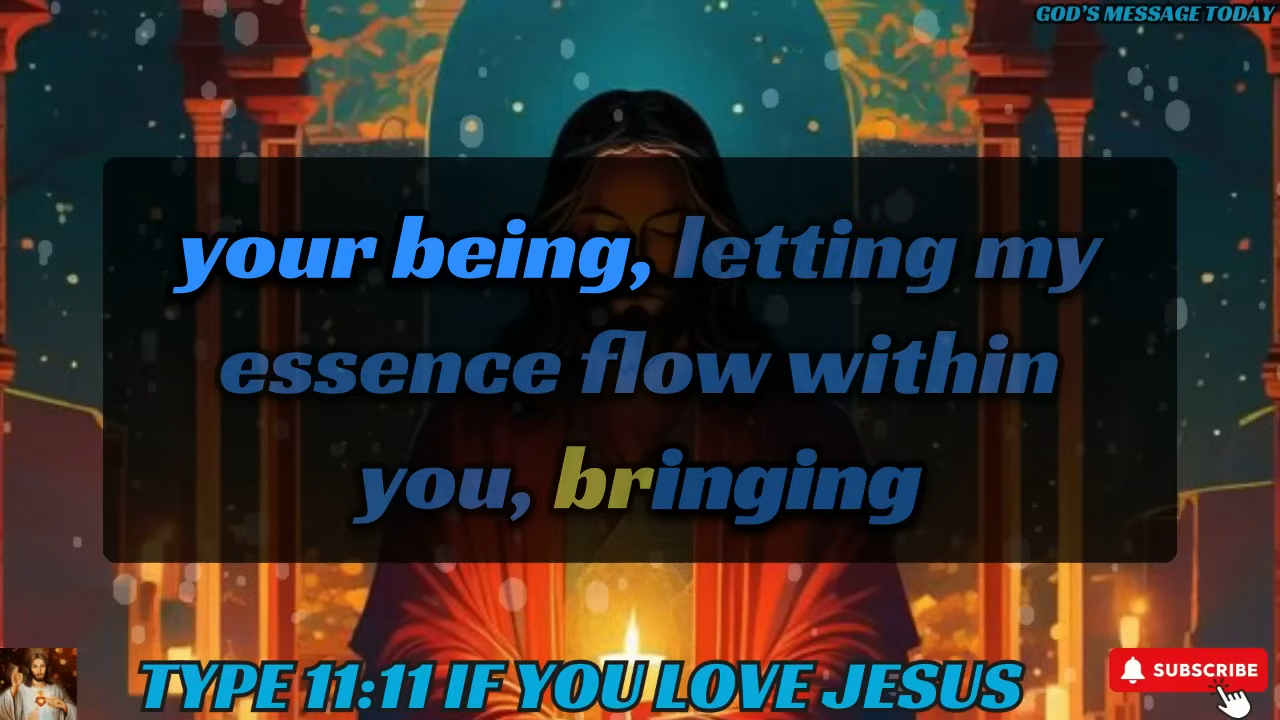 GOD'S MESSAGE TODAY
your being, letting my
essence flow within
you, bringing
TYPE 11:11 IF YOU LOVE JESUS
SUBSCRIBE